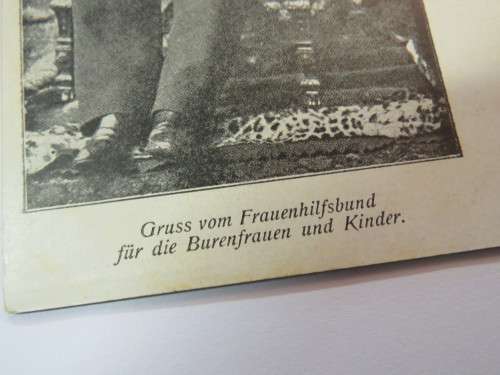 Gruss vom Frauenhilfsbund
für die Burenfrauen und Kinder.